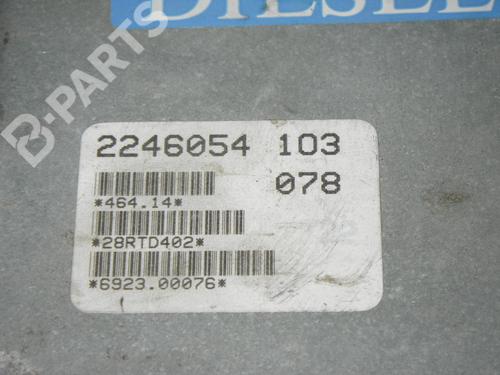 DIESEL
B-PARTS
2246054 103
078
*464.14*
*28RTD402*
*6923.00076*